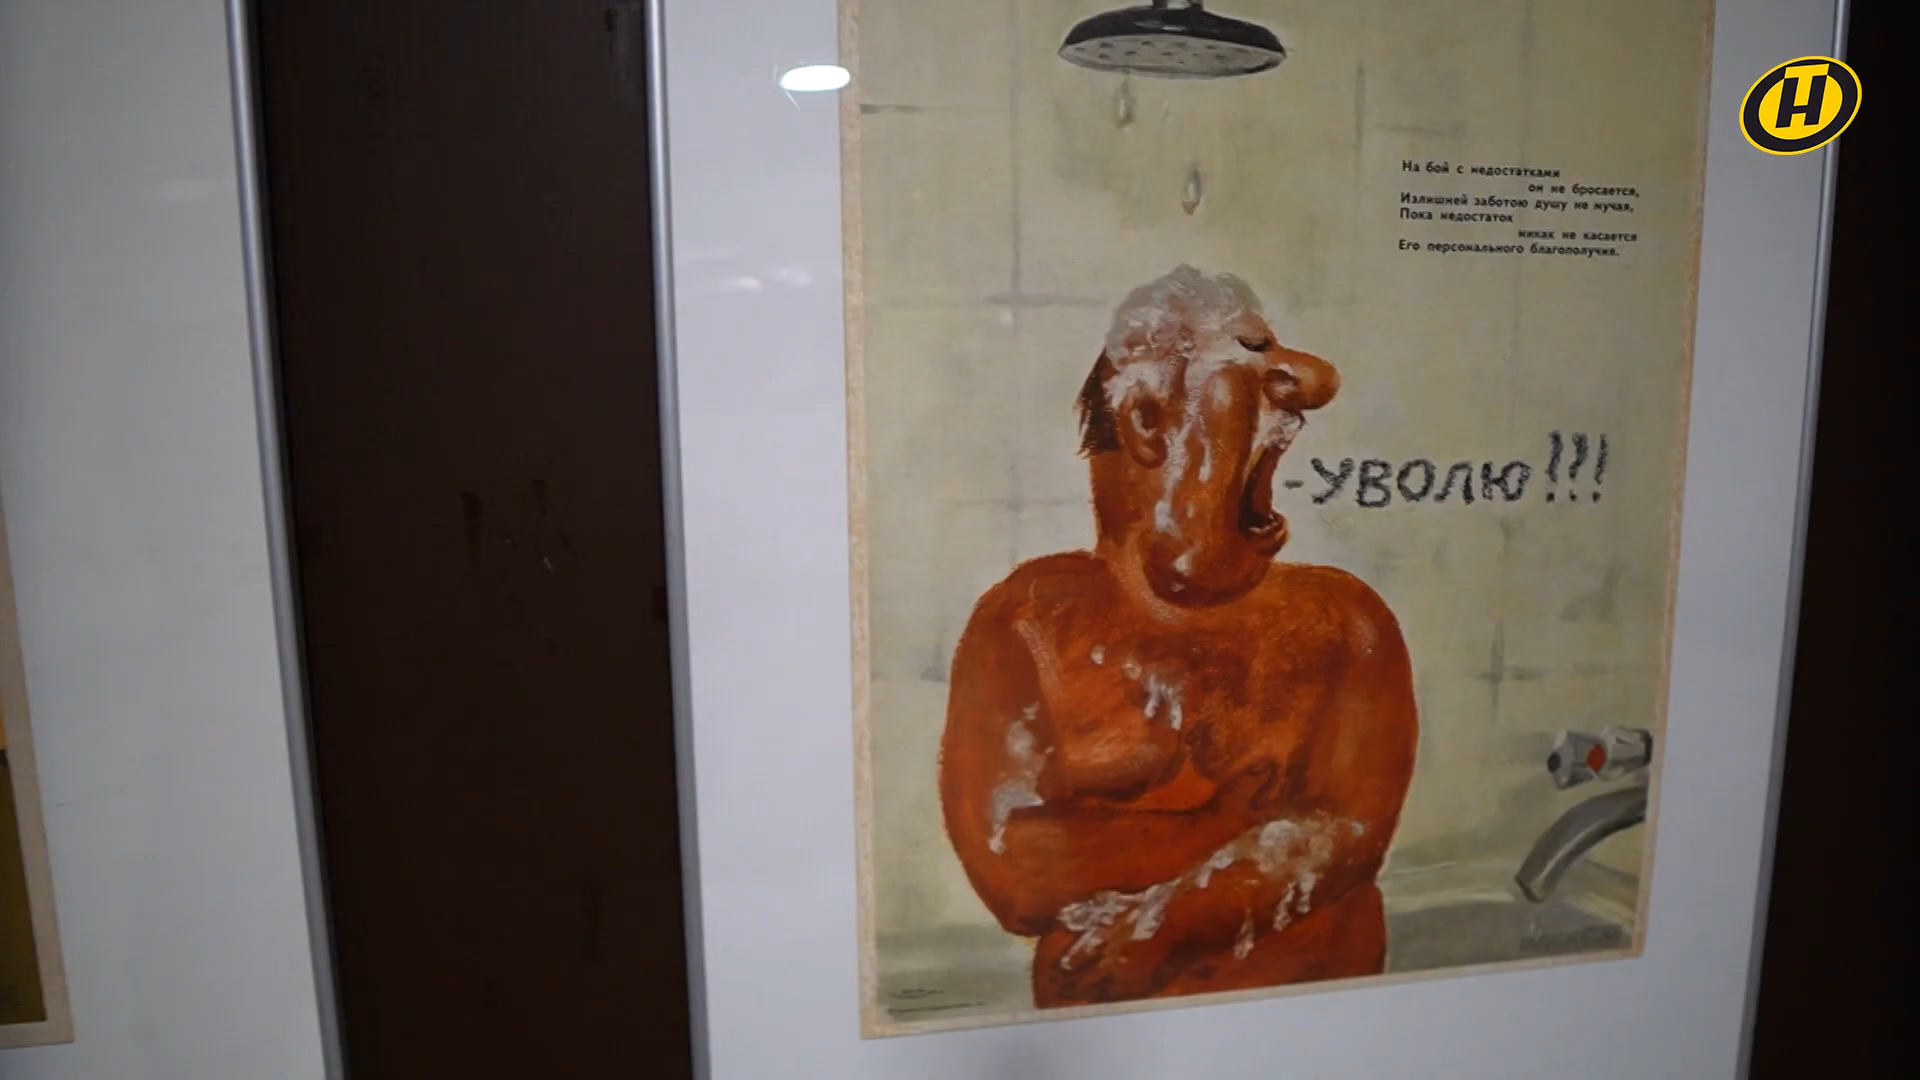 На бой с недостатками
он не бросается,
Излишней заботою душу не мучая,
Пока недостаток
никак не касается
Его персонального благополучия.
-УВОЛЮ!!!
ОНТ